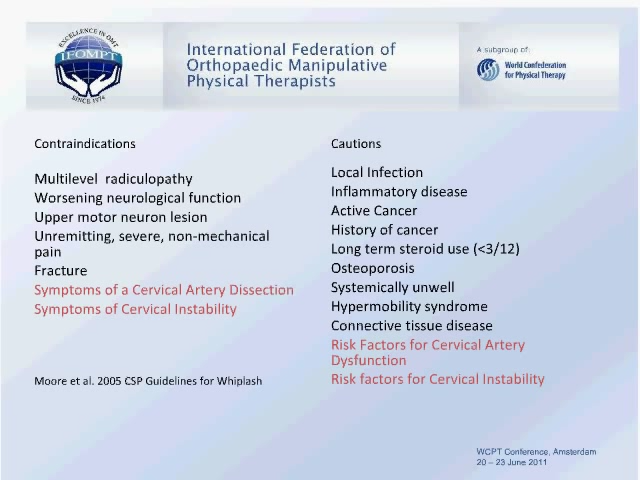 EXCELLENCE IN OMT
IFOMPT
SINCE 1974
International Federation of
Orthopaedic Manipulative
Physical Therapists
A subgroup of:
World Confederation
for Physical Therapy
Contraindications
Multilevel radiculopathy
Worsening neurological function
Upper motor neuron lesion
Unremitting, severe, non-mechanical
pain
Fracture
Symptoms of a Cervical Artery Dissection
Symptoms of Cervical Instability
Moore et al. 2005 CSP Guidelines for Whiplash
Cautions
Local Infection
Inflammatory disease
Active Cancer
History of cancer
Long term steroid use (<3/12)
Osteoporosis
Systemically unwell
Hypermobility syndrome
Connective tissue disease
Risk Factors for Cervical Artery
Dysfunction
Risk factors for Cervical Instability
WCPT Conference, Amsterdam
20 – 23 June 2011